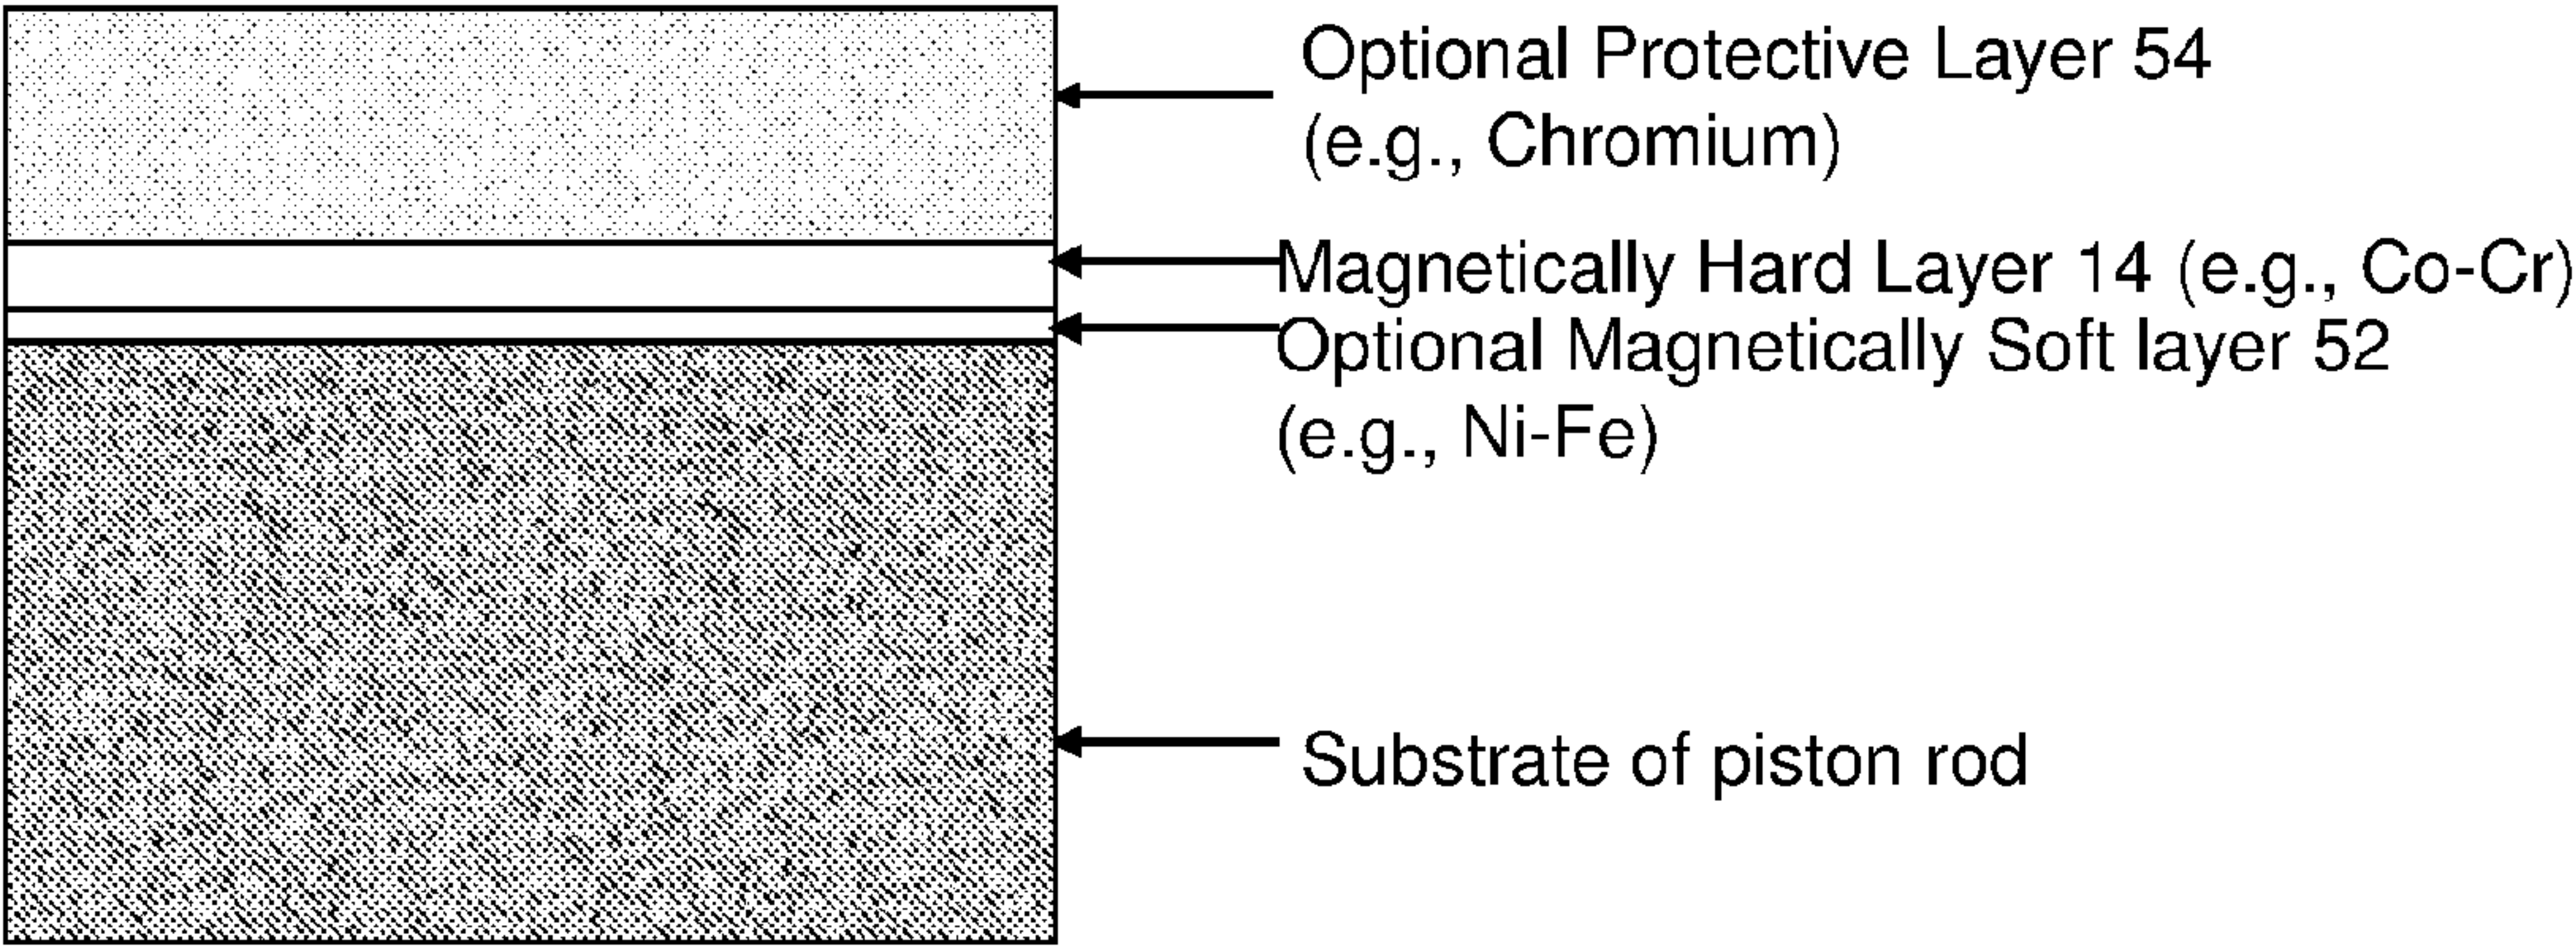 Optional Protective Layer 54
(e.g., Chromium)
Magnetically Hard Layer 14 (e.g., Co-Cr)
Optional Magnetically Soft layer 52
(e.g., Ni-Fe)
Substrate of piston rod